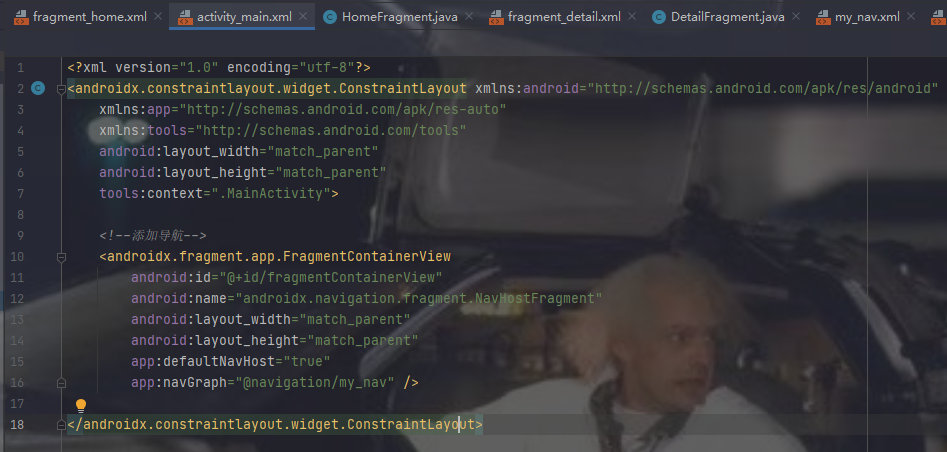 fragment_home.xml activity_main.xml HomeFragment.java fragment_detail.xml DetailFragment.java my_nav.xml
1 <?xml version="1.0" encoding="utf-8"?>
2 <androidx.constraintlayout.widget.ConstraintLayout xmlns:android="http://schemas.android.com/apk/res/android"
3 xmlns:app="http://schemas.android.com/apk/res-auto"
4 xmlns:tools="http://schemas.android.com/tools"
5 android:layout_width="match_parent"
6 android:layout_height="match_parent"
7 tools:context=".MainActivity">
8
9 <!--添加导航-->
10 <androidx.fragment.app.FragmentContainerView
11 android:id="@+id/fragmentContainerView"
12 android:name="androidx.navigation.fragment.NavHostFragment"
13 android:layout_width="match_parent"
14 android:layout_height="match_parent"
15 app:defaultNavHost="true"
16 app:navGraph="@navigation/my_nav" />
17
18 </androidx.constraintlayout.widget.ConstraintLayout>